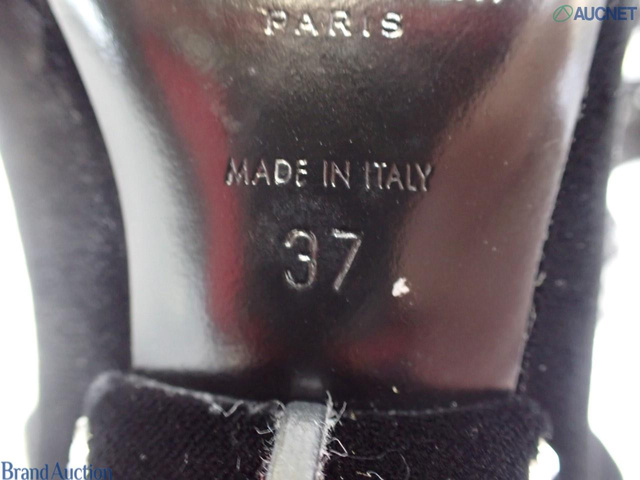 AUCNET
PARIS
MADE IN ITALY
37
Brand Auction